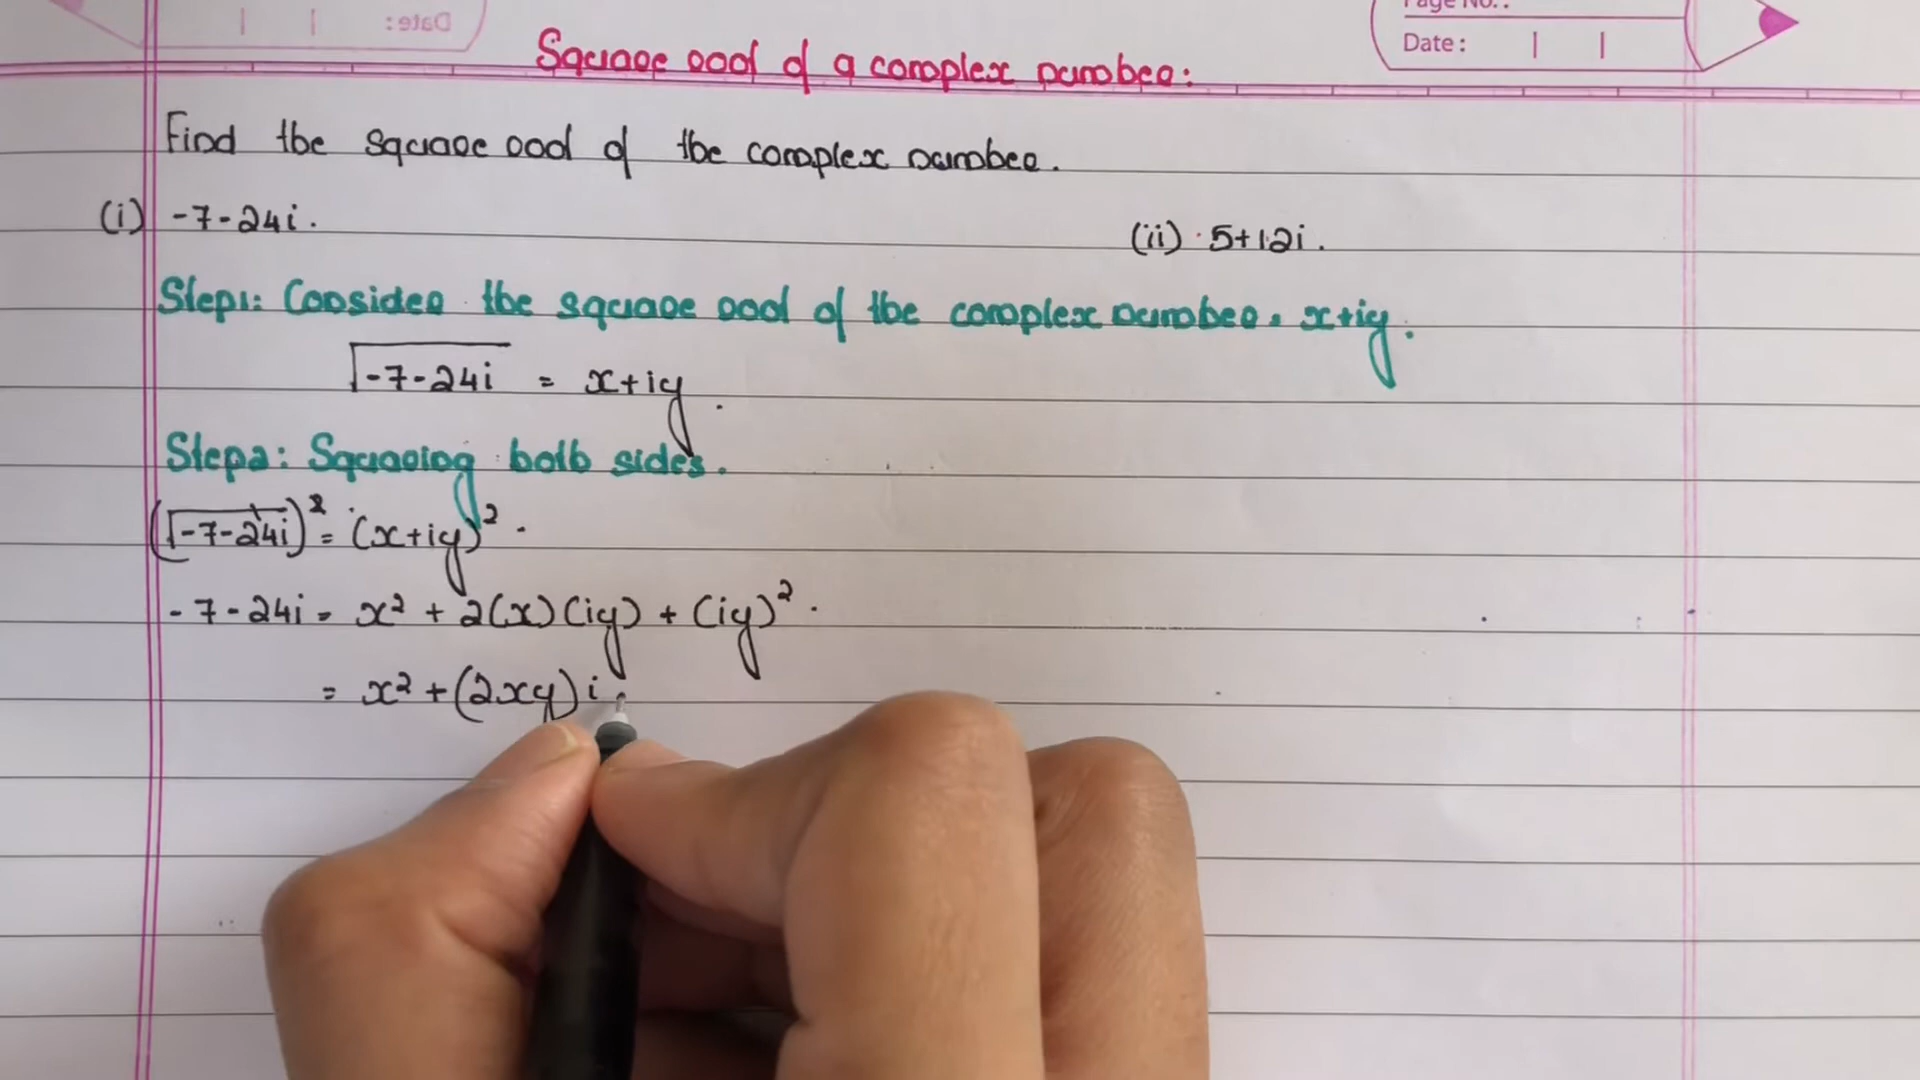 Page No.:
Date:
Date:
Square root of a complex number:
Find the square root of the complex number.
(i) -7-24i.
(ii) 5+12i.
Step1: Consider the square root of the complex number, x+iy.
√-7-24i = x+iy.
Step2: Squaring both sides.
(√-7-24i)² = (x+iy)².
-7-24i = x² + 2(x)(iy) + (iy)².
= x² + (2xy)i